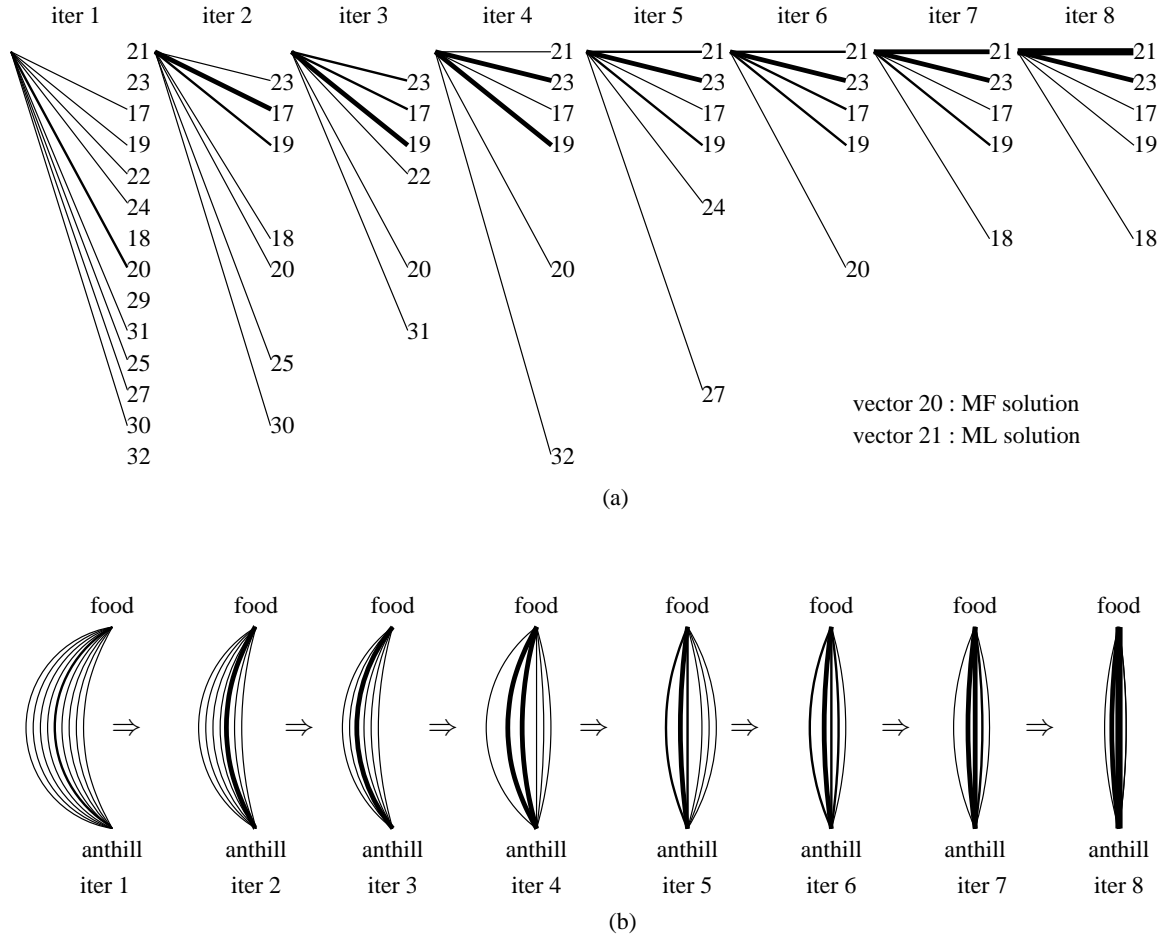 iter 1 iter 2 iter 3 iter 4 iter 5 iter 6 iter 7 iter 8
21 21 21 21 21 21
23 23 23 23 23 23 23 23
17 17 17 17 17 17 17 17
19 19 19 19 19 19 19 19
22 22
24 24
18 18 18 18
20 20 20 20 20
29
31 31
25 25
27 27
30 30
32 32
vector 20 : MF solution
vector 21 : ML solution
(a)
food food food food food food food food
⇒ ⇒ ⇒ ⇒ ⇒ ⇒ ⇒
anthill anthill anthill anthill anthill anthill anthill anthill
iter 1 iter 2 iter 3 iter 4 iter 5 iter 6 iter 7 iter 8
(b)